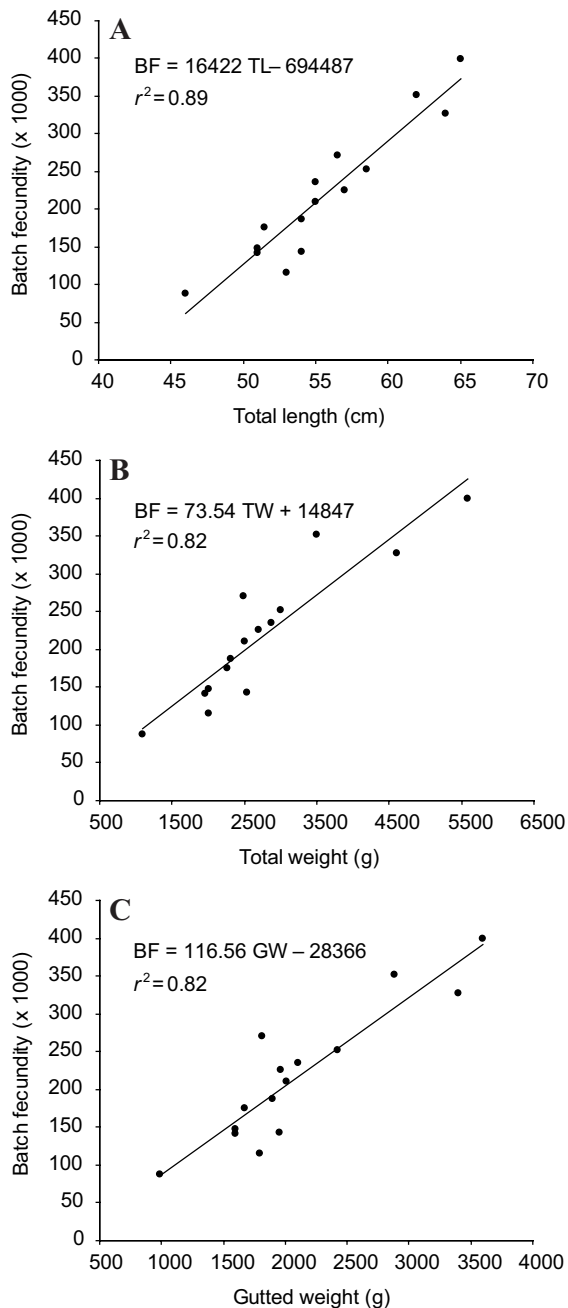 A
BF = 16422 TL– 694487
r²=0.89
Batch fecundity (x 1000)
450
400
350
300
250
200
150
100
50
0
40 45 50 55 60 65 70
Total length (cm)
B
BF = 73.54 TW + 14847
r²=0.82
Batch fecundity (x 1000)
450
400
350
300
250
200
150
100
50
0
500 1500 2500 3500 4500 5500 6500
Total weight (g)
C
BF = 116.56 GW – 28366
r²=0.82
Batch fecundity (x 1000)
450
400
350
300
250
200
150
100
50
0
500 1000 1500 2000 2500 3000 3500 4000
Gutted weight (g)